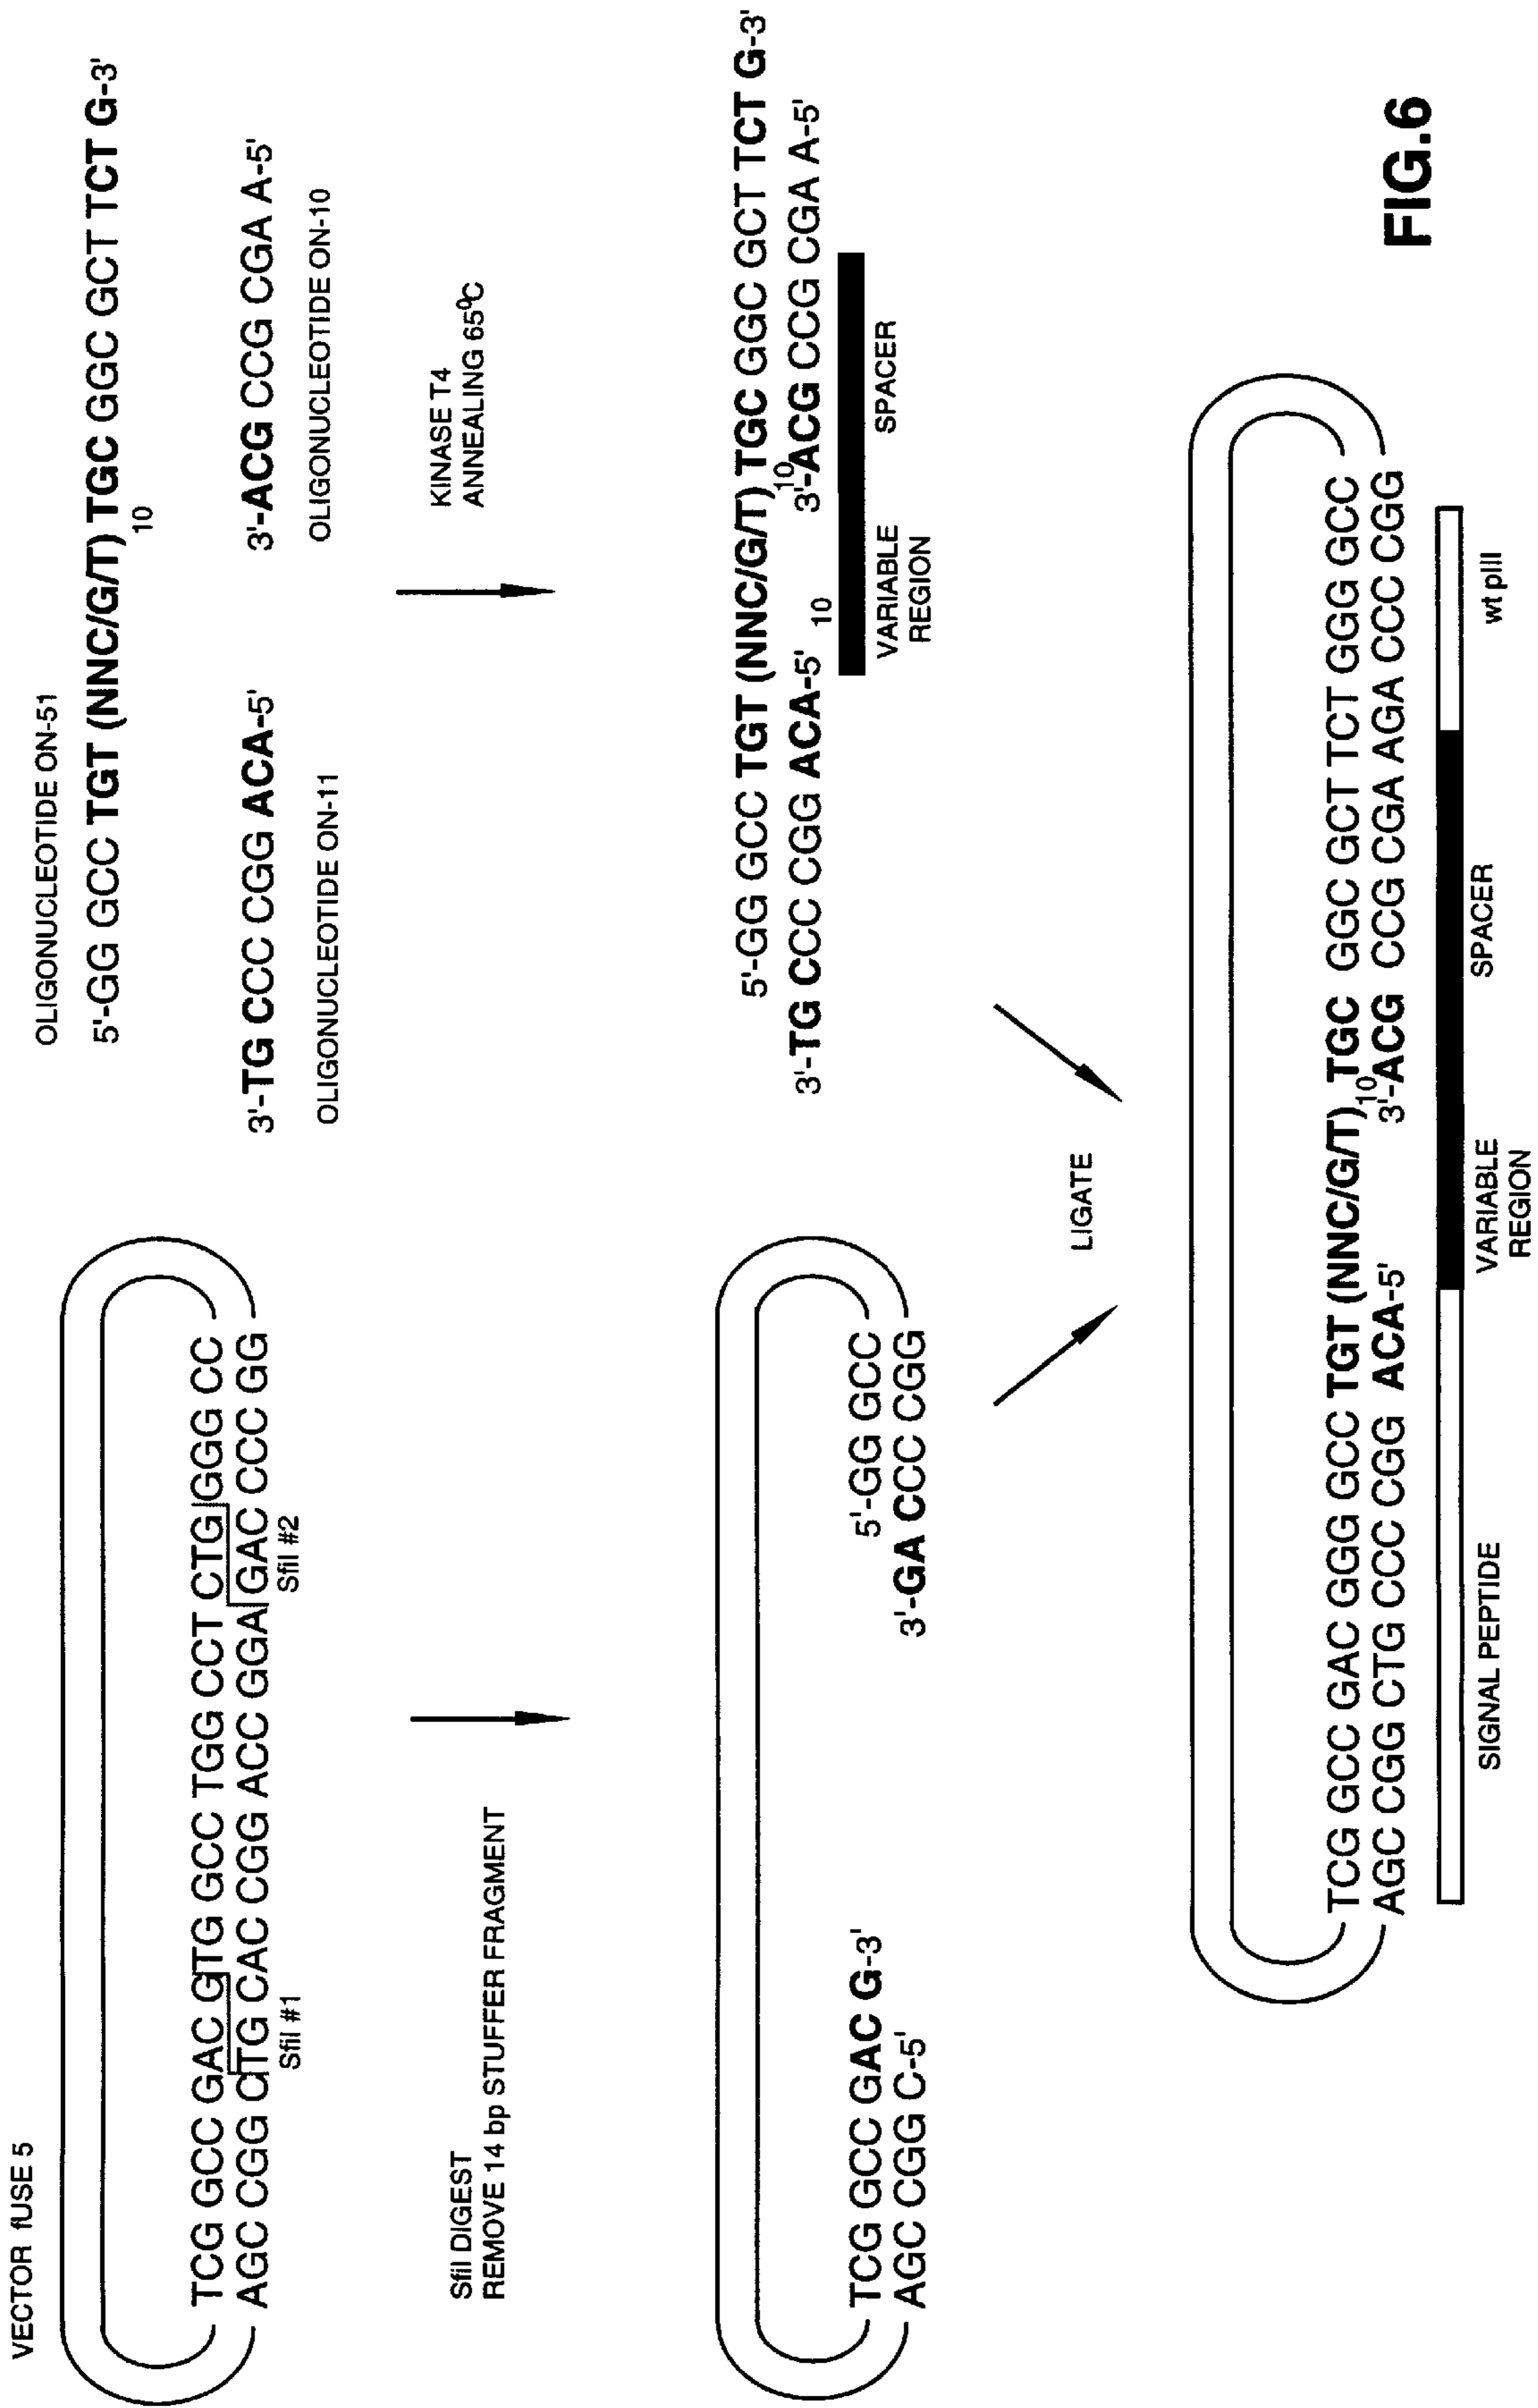 VECTOR fUSE 5
TCG GCC GAC GTG GCC TGG CCT CTG GGG CC
AGC CGG CTG CAC CGG ACC GGA GAC CCC GG
SfiI #1
SfiI #2
OLIGONUCLEOTIDE ON-51
5'-GG GCC TGT (NNC/G/T)10 TGC GGC GCT TCT G-3'
3'-TG CCC CGG ACA-5'
3'-ACG CCG CGA A-5'
OLIGONUCLEOTIDE ON-11
OLIGONUCLEOTIDE ON-10
SfiI DIGEST
REMOVE 14 bp STUFFER FRAGMENT
KINASE T4
ANNEALING 65⁰C
TCG GCC GAC G-3'
AGC CGG C-5'
5'-GG GCC
3'-GA CCC CGG
5'-GG GCC TGT (NNC/G/T)10 TGC GGC GCT TCT G-3'
3'-TG CCC CGG ACA-5' 10 3'-ACG CCG CGA A-5'
VARIABLE
REGION
SPACER
LIGATE
TCG GCC GAC GGG GCC TGT (NNC/G/T)10 TGC GGC GCT TCT GGG GCC
AGC CGG CTG CCC CGG ACA-5' 3'-ACG CCG CGA AGA CCC CGG
SIGNAL PEPTIDE
VARIABLE
REGION
SPACER
wt pIII
FIG.6